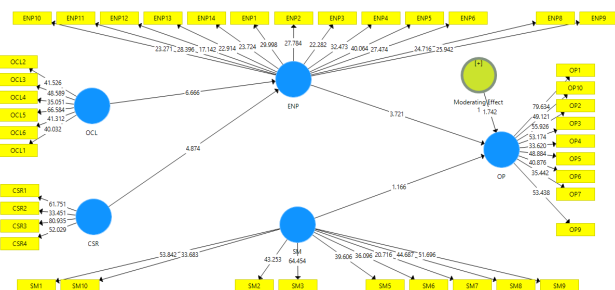 ENP10 ENP11 ENP12 ENP13 ENP14 ENP1 ENP2 ENP3 ENP4 ENP5 ENP6 ENP8 ENP9
23.271 28.396 17.142 22.914 23.724 29.998 27.784 22.282 32.473 40.064 27.474 24.716 25.942
ENP
OCL2
OCL3
OCL4
OCL5
OCL6
OCL1
41.526
48.589
35.051
66.584
41.312
40.032
OCL
6.666
4.874
3.721
1.166
[+]
Moderating Effect
1
1.742
OP1
OP10
OP2
OP3
OP4
OP5
OP6
OP7
OP9
79.634
49.121
55.926
53.174
33.620
48.884
40.876
35.442
53.438
OP
CSR1
CSR2
CSR3
CSR4
61.751
33.451
80.935
52.029
CSR
SM
53.842 33.683 43.253 64.454 39.606 36.096 20.716 44.687 51.696
SM1 SM10 SM2 SM3 SM5 SM6 SM7 SM8 SM9